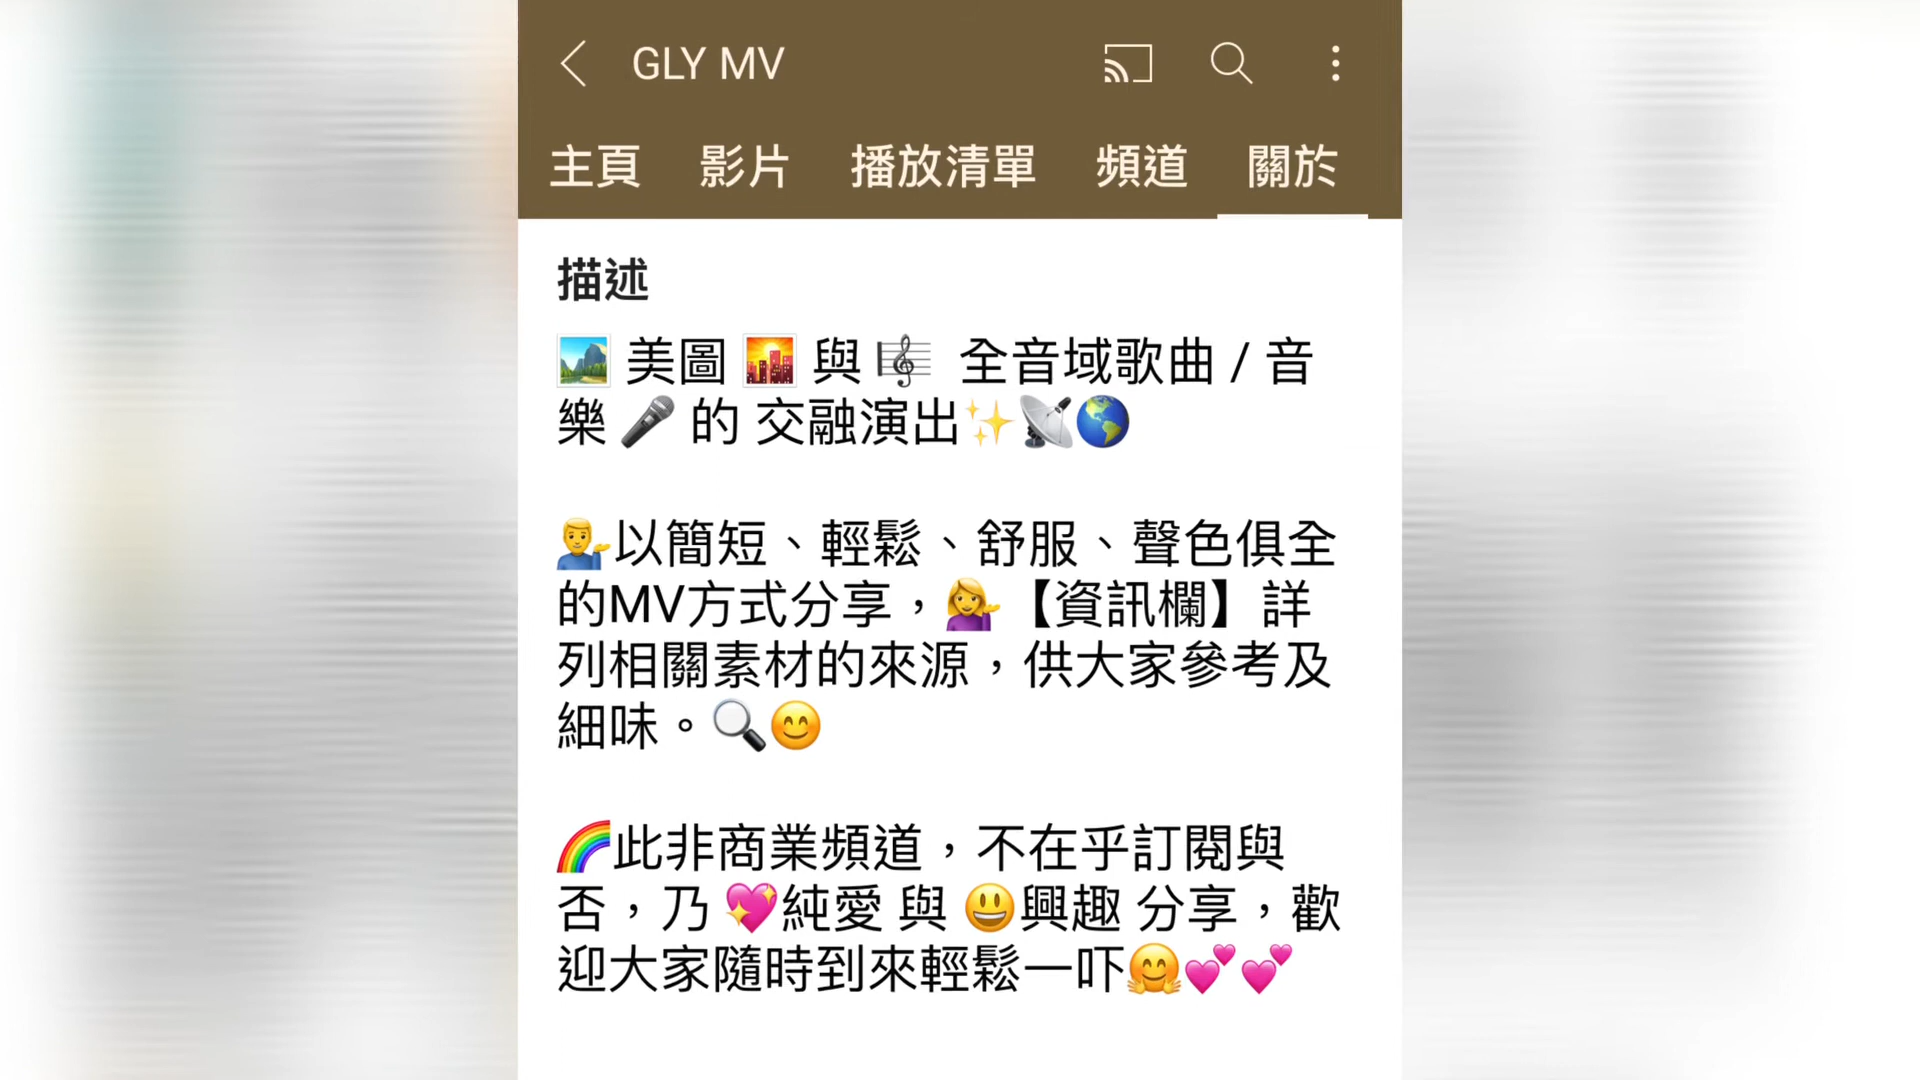 GLY MV
主頁 影片 播放清單 頻道 關於
描述
🏞️ 美圖 🌇 與 🎼 全音域歌曲 / 音
樂 🎤 的 交融演出✨📡🌎
💁‍♂️以簡短、輕鬆、舒服、聲色俱全
的MV方式分享，💁‍♀️【資訊欄】詳
列相關素材的來源，供大家參考及
細味。🔍😊
🌈此非商業頻道，不在乎訂閱與
否，乃 💖純愛 與 😃興趣 分享，歡
迎大家隨時到來輕鬆一吓🤗💕💕